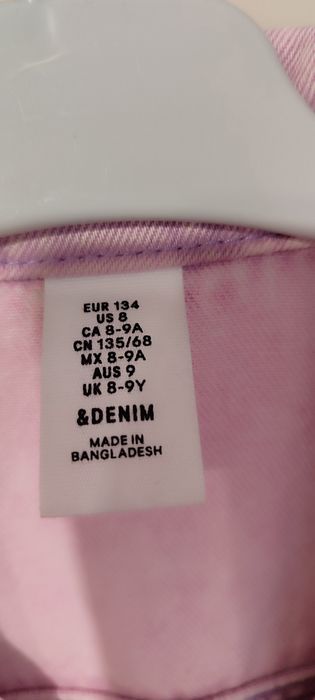 EUR 134
US 8
CA 8-9A
CN 135/68
MX 8-9A
AUS 9
UK 8-9Y
&DENIM
MADE IN
BANGLADESH